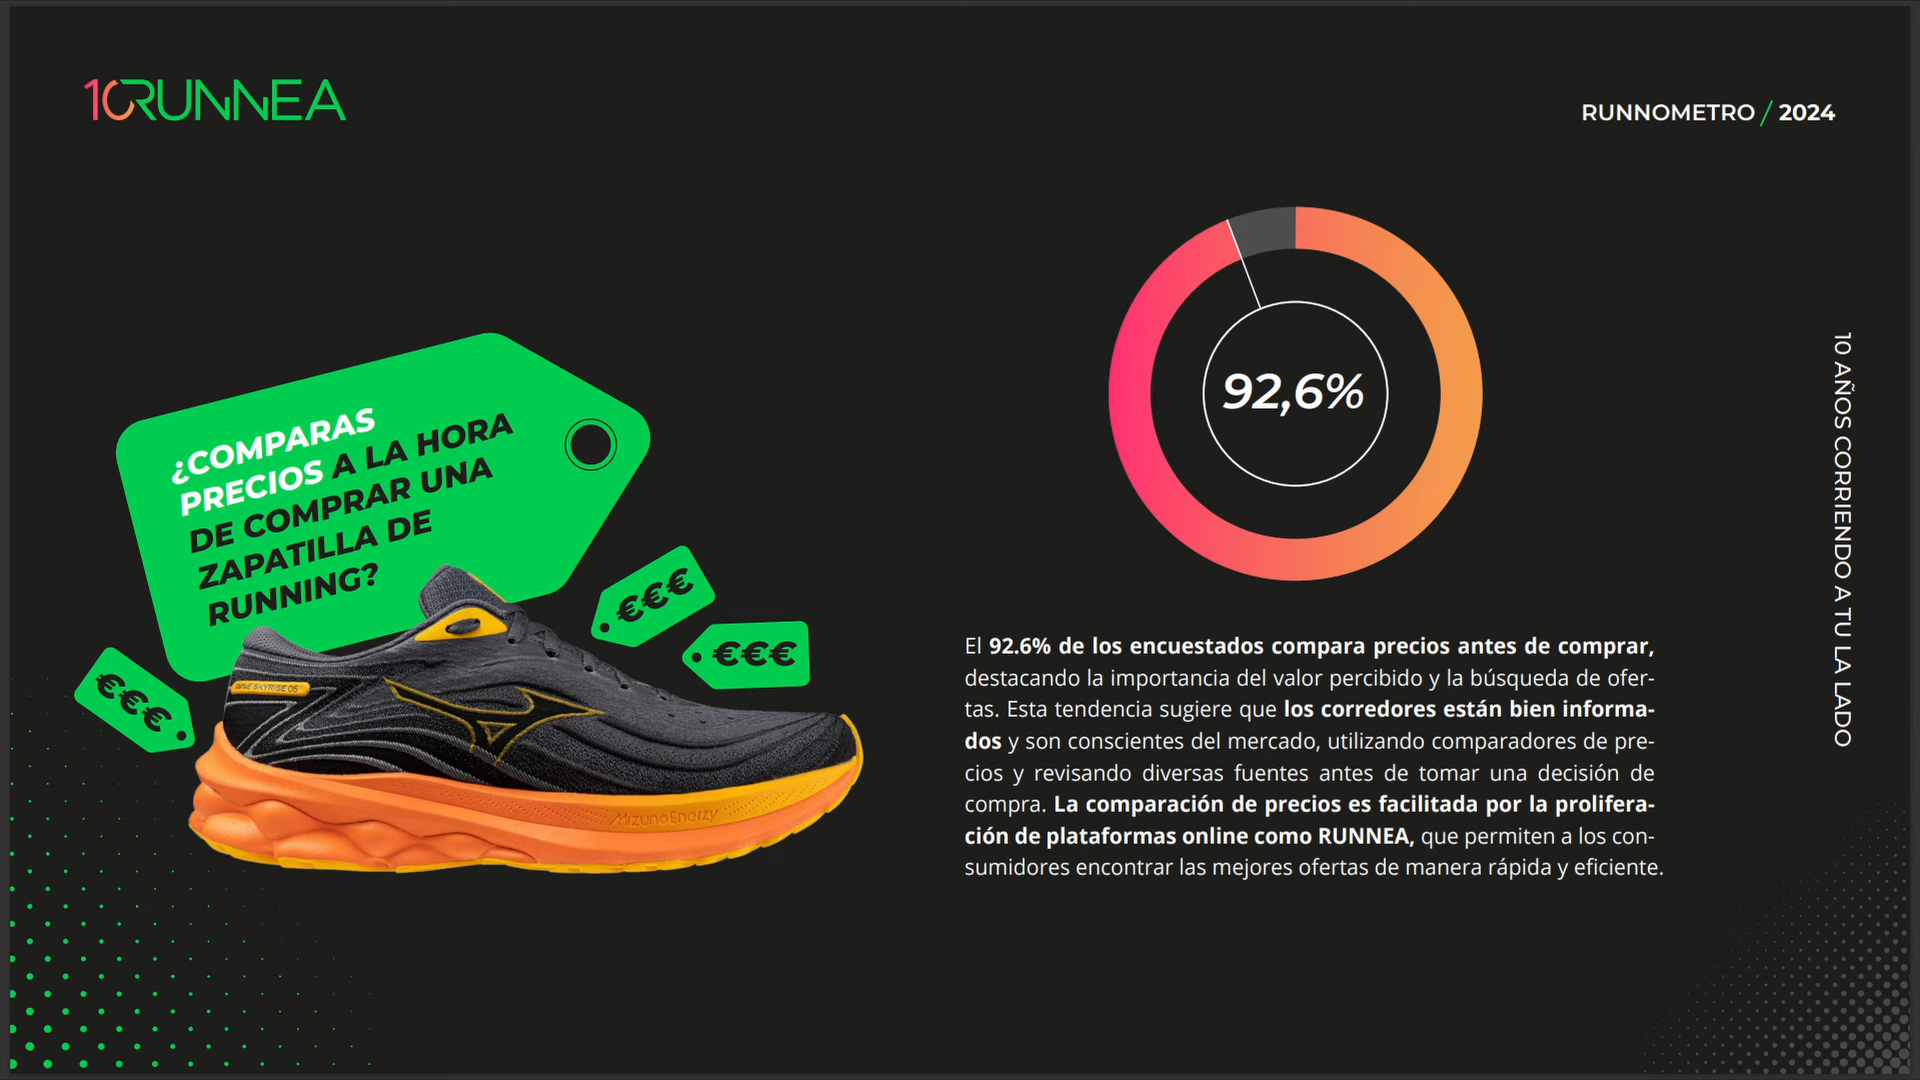 10RUNNEA
RUNNOMETRO / 2024
¿COMPARAS
PRECIOS A LA HORA
DE COMPRAR UNA
ZAPATILLA DE
RUNNING?
€€€
€€€
€€€
WAVE SKYRISE 05
MizunoEnerzy
92,6%
El 92.6% de los encuestados compara precios antes de comprar,
destacando la importancia del valor percibido y la búsqueda de ofer-
tas. Esta tendencia sugiere que los corredores están bien informa-
dos y son conscientes del mercado, utilizando comparadores de pre-
cios y revisando diversas fuentes antes de tomar una decisión de
compra. La comparación de precios es facilitada por la prolifera-
ción de plataformas online como RUNNEA, que permiten a los con-
sumidores encontrar las mejores ofertas de manera rápida y eficiente.
10 AÑOS CORRIENDO A TU LA LADO